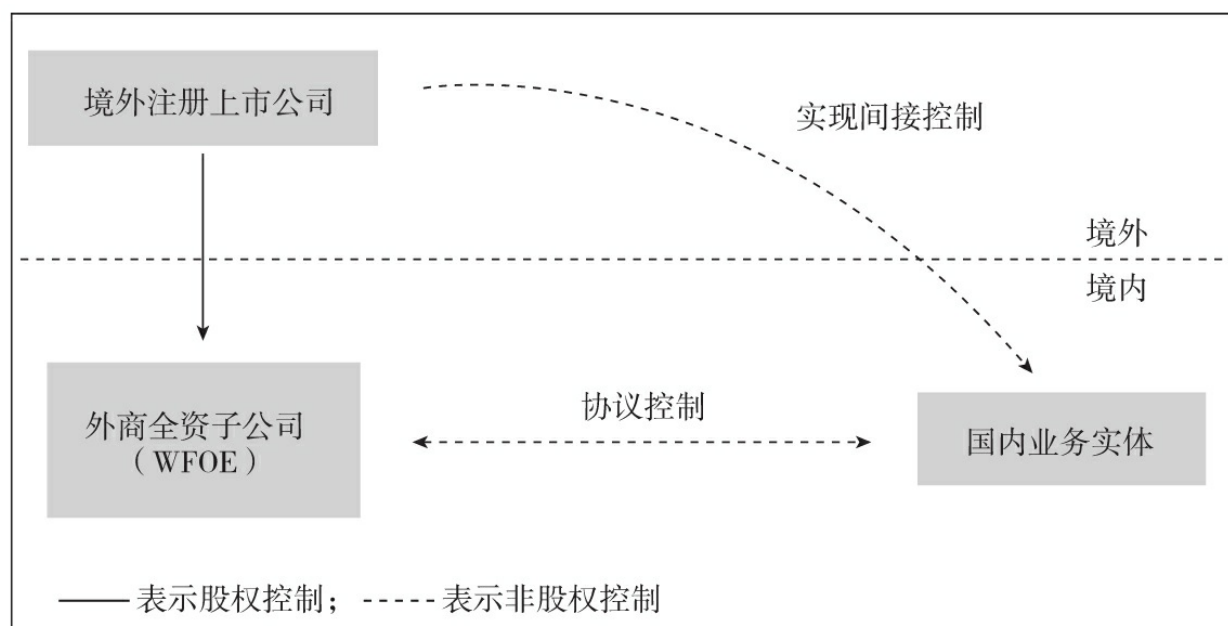 境外注册上市公司
实现间接控制
境外
境内
外商全资子公司
（WFOE）
协议控制
国内业务实体
表示股权控制； 表示非股权控制